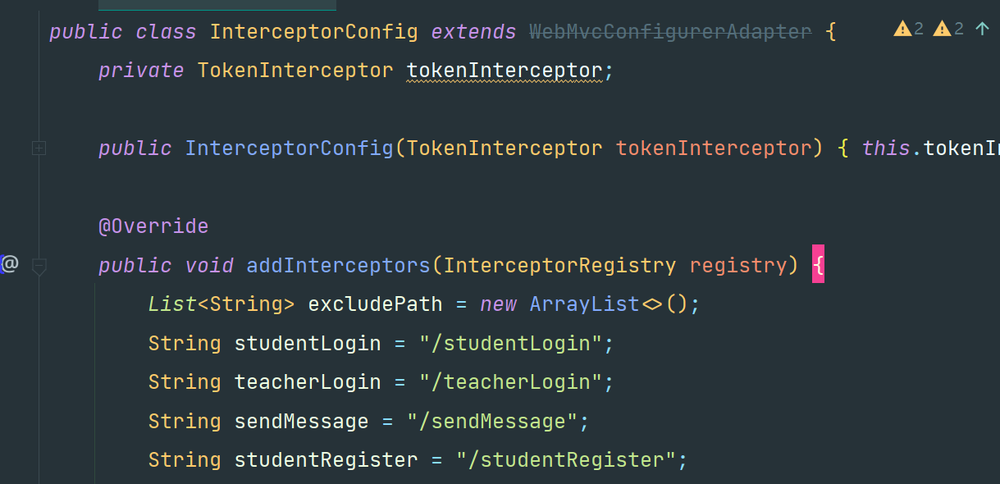 public class InterceptorConfig extends WebMvcConfigurerAdapter { 2 2
private TokenInterceptor tokenInterceptor;
public InterceptorConfig(TokenInterceptor tokenInterceptor) { this.tokenI
@Override
@ public void addInterceptors(InterceptorRegistry registry) {
List<String> excludePath = new ArrayList<>();
String studentLogin = "/studentLogin";
String teacherLogin = "/teacherLogin";
String sendMessage = "/sendMessage";
String studentRegister = "/studentRegister";